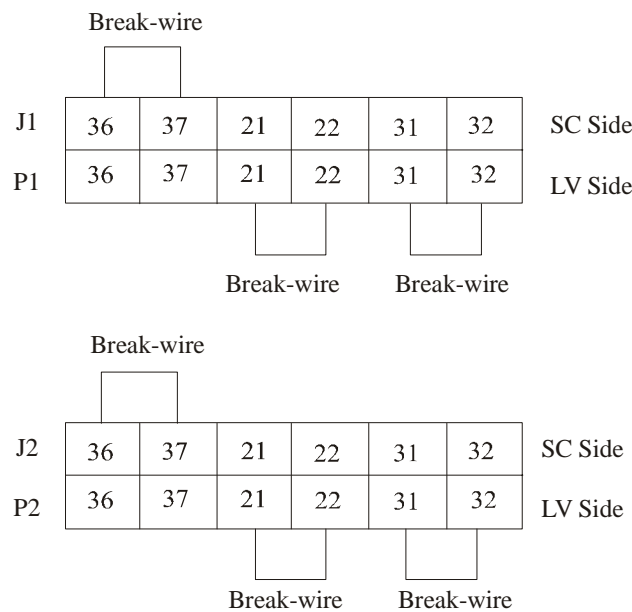 Break-wire
J1 36 37 21 22 31 32 SC Side
P1 36 37 21 22 31 32 LV Side
Break-wire Break-wire
Break-wire
J2 36 37 21 22 31 32 SC Side
P2 36 37 21 22 31 32 LV Side
Break-wire Break-wire